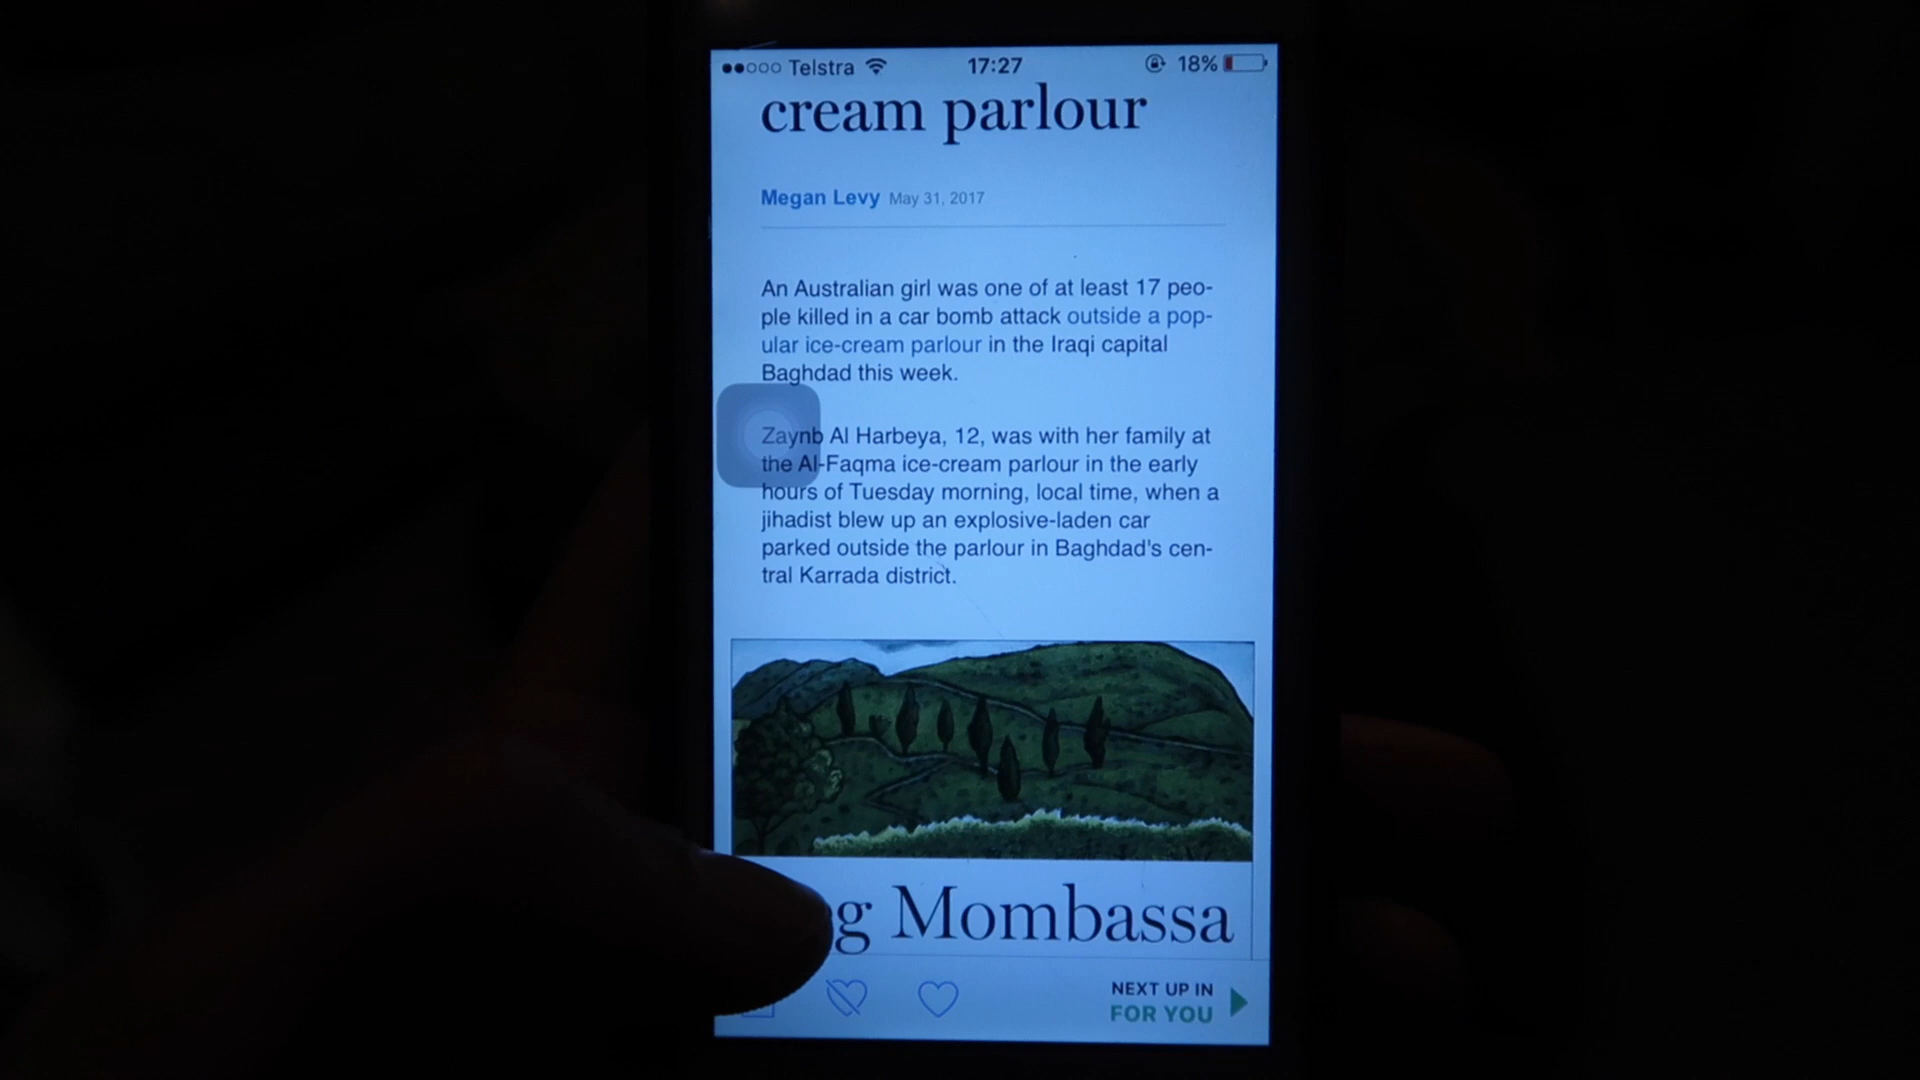 Telstra 17:27 18%
cream parlour
Megan Levy May 31, 2017
An Australian girl was one of at least 17 peo-
ple killed in a car bomb attack outside a pop-
ular ice-cream parlour in the Iraqi capital
Baghdad this week.
Zaynb Al Harbeya, 12, was with her family at
the Al-Faqma ice-cream parlour in the early
hours of Tuesday morning, local time, when a
jihadist blew up an explosive-laden car
parked outside the parlour in Baghdad's cen-
tral Karrada district.
Mombassa
NEXT UP IN
FOR YOU